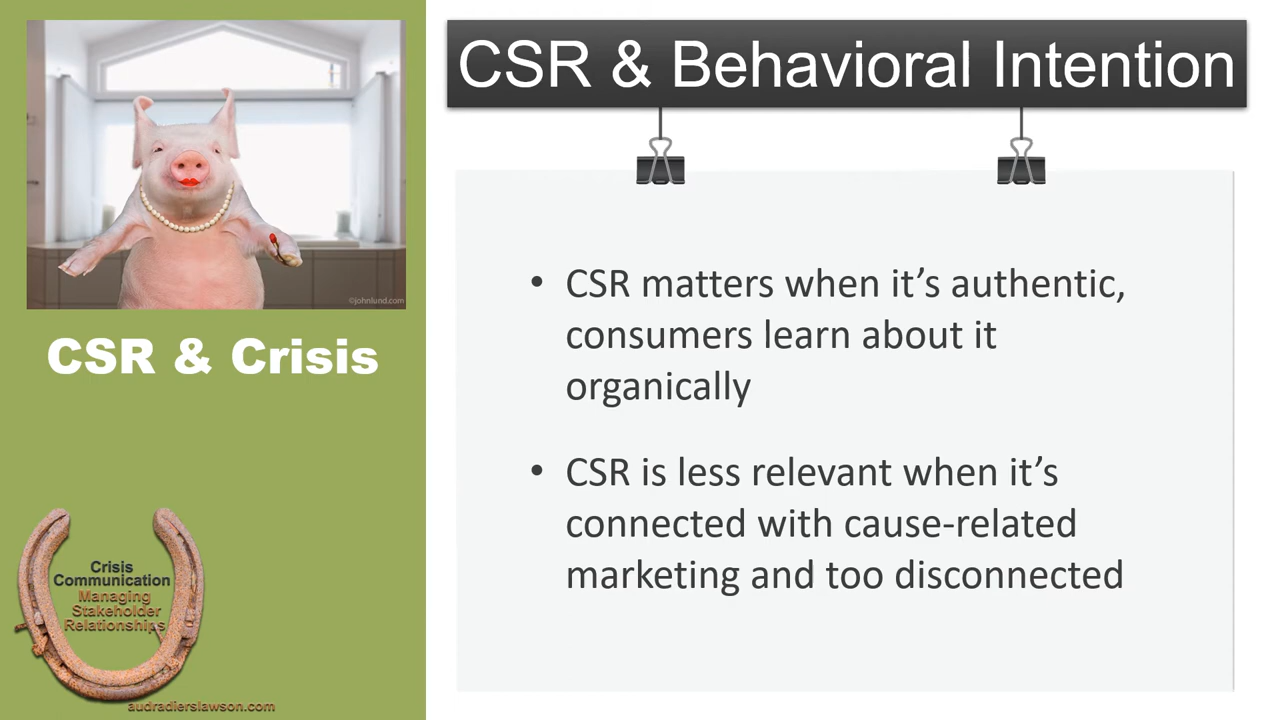 ©johnlund.com
CSR & Crisis
Crisis
Communication
Managing
Stakeholder
Relationships
audradierslawson.com
CSR & Behavioral Intention
• CSR matters when it’s authentic,
consumers learn about it
organically
• CSR is less relevant when it’s
connected with cause-related
marketing and too disconnected